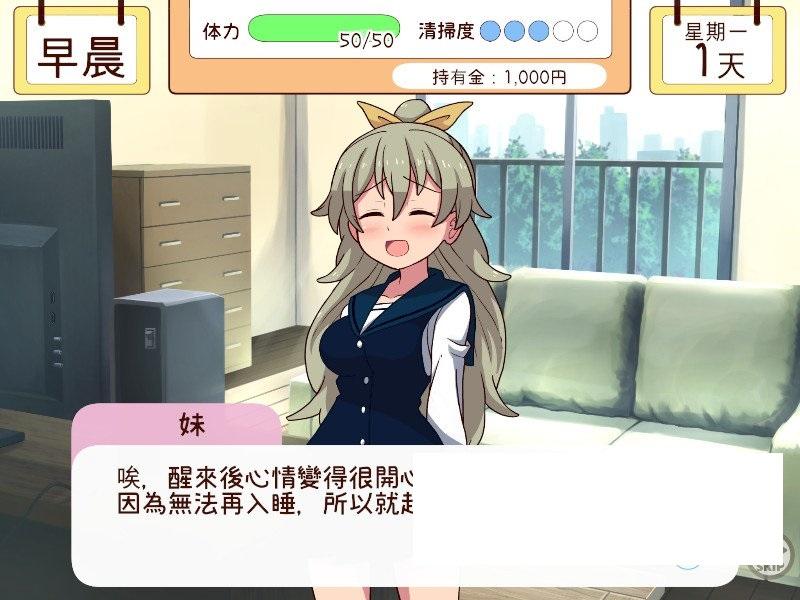 早晨
体力
50/50
清掃度
持有金：1,000円
星期一
1天
妹
唉，醒來後心情變得很開
因為無法再入睡，所以就
SKIP